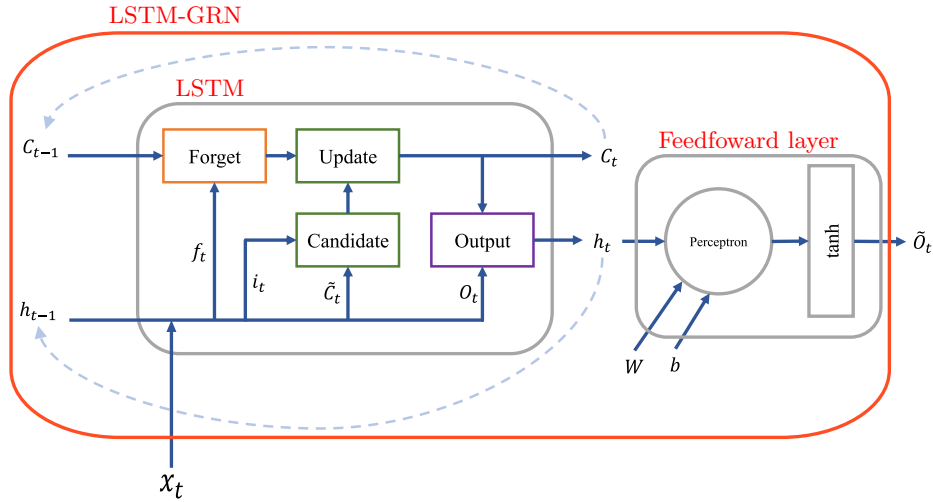 LSTM-GRN
LSTM
C_{t-1}
Forget
Update
C_t
Feedfoward layer
f_t
Candidate
Output
h_t
Perceptron
tanh
Õ_t
i_t
C̃_t
O_t
h_{t-1}
W
b
x_t